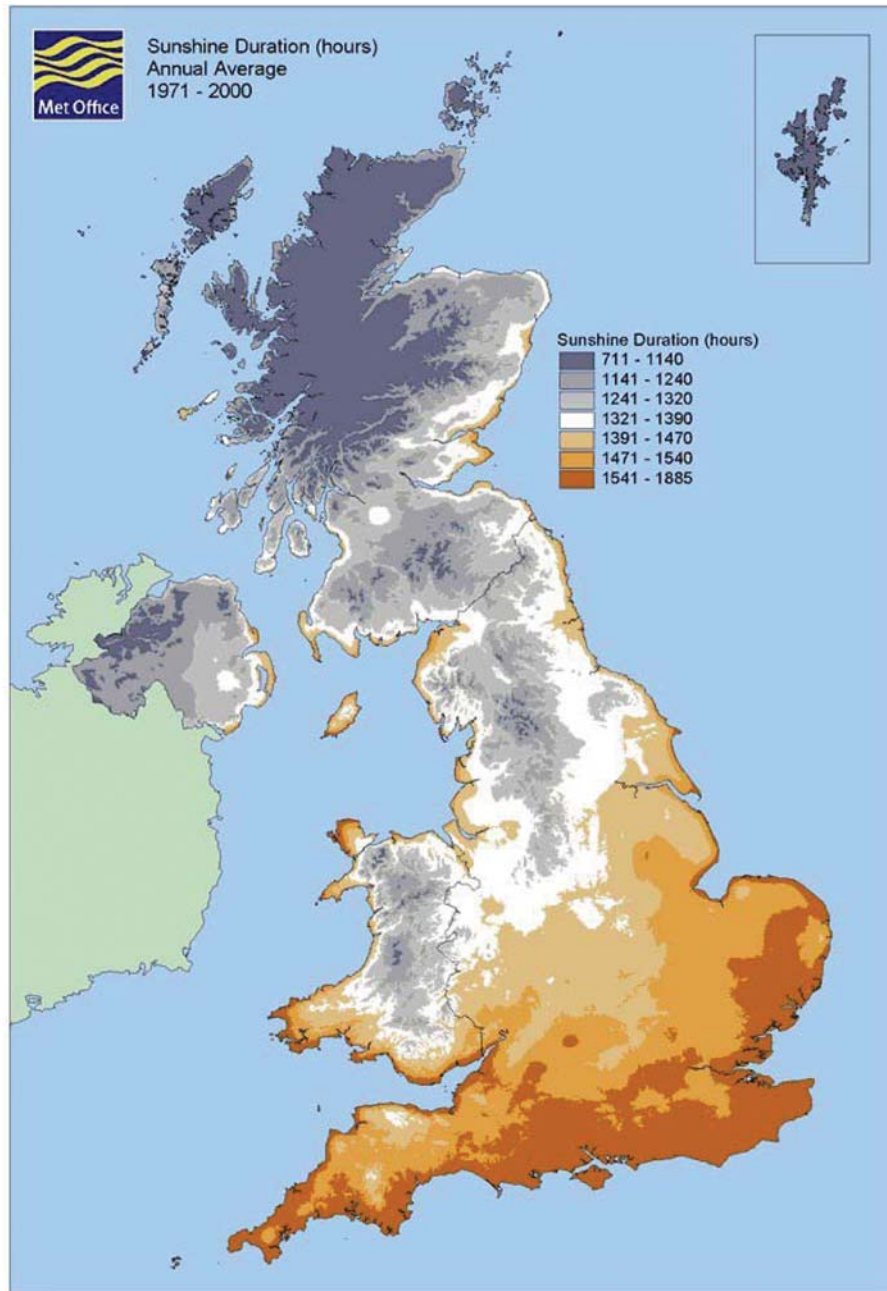 Sunshine Duration (hours)
Annual Average
1971 - 2000
Met Office
Sunshine Duration (hours)
711 - 1140
1141 - 1240
1241 - 1320
1321 - 1390
1391 - 1470
1471 - 1540
1541 - 1885